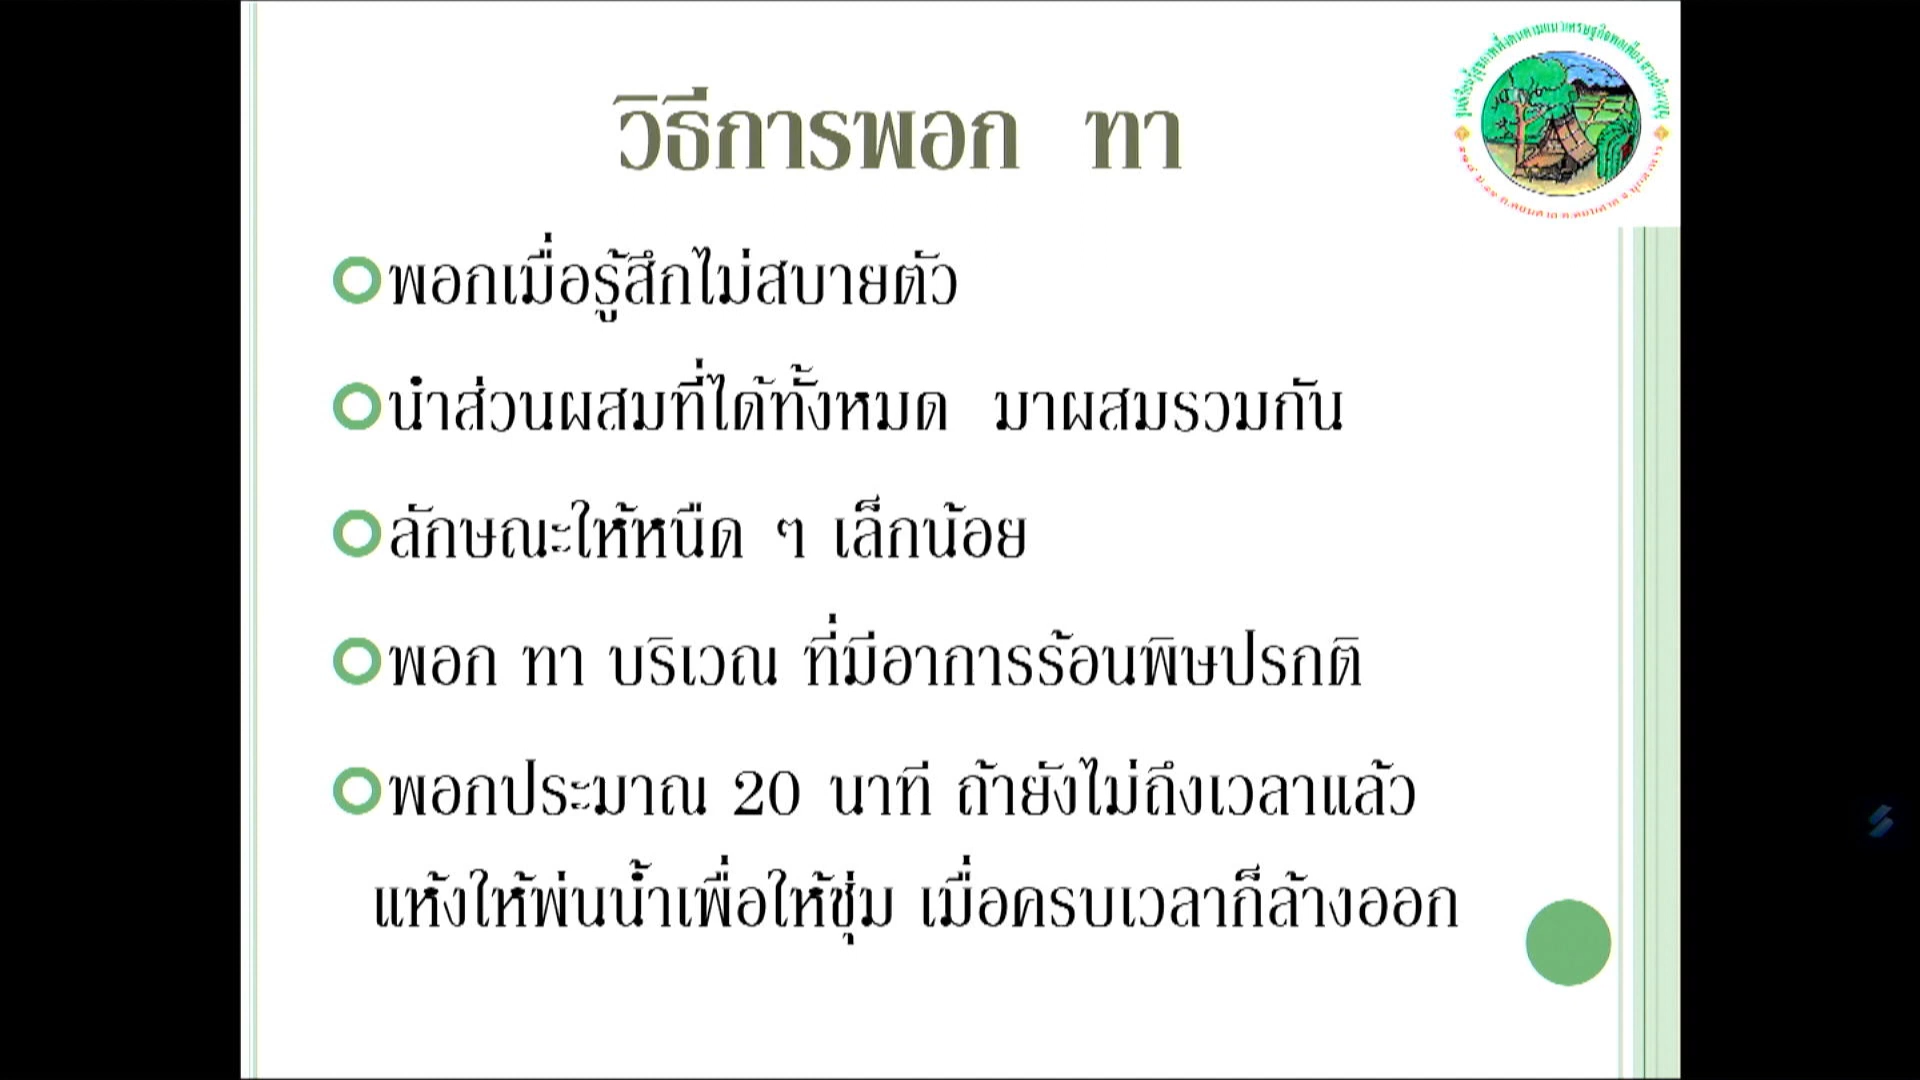 วิธีการพอก ทา
พอกเมื่อรู้สึกไม่สบายตัว
นำส่วนผสมที่ได้ทั้งหมด มาผสมรวมกัน
ลักษณะให้หนืด ๆ เล็กน้อย
พอก ทา บริเวณ ที่มีอาการร้อนพิษปรกติ
พอกประมาณ 20 นาที ถ้ายังไม่ถึงเวลาแล้ว
แห้งให้พ่นน้ำเพื่อให้ชุ่ม เมื่อครบเวลาก็ล้างออก